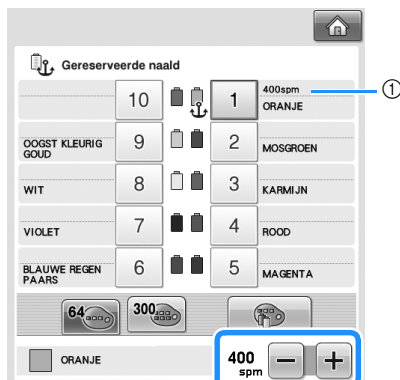 Gereserveerde naald
10
1
400spm
ORANJE
①
OOGST KLEURIG
GOUD
9
2
MOSGROEN
WIT
8
3
KARMIJN
VIOLET
7
4
ROOD
BLAUWE REGEN
PAARS
6
5
MAGENTA
64
300
ORANJE
400
spm